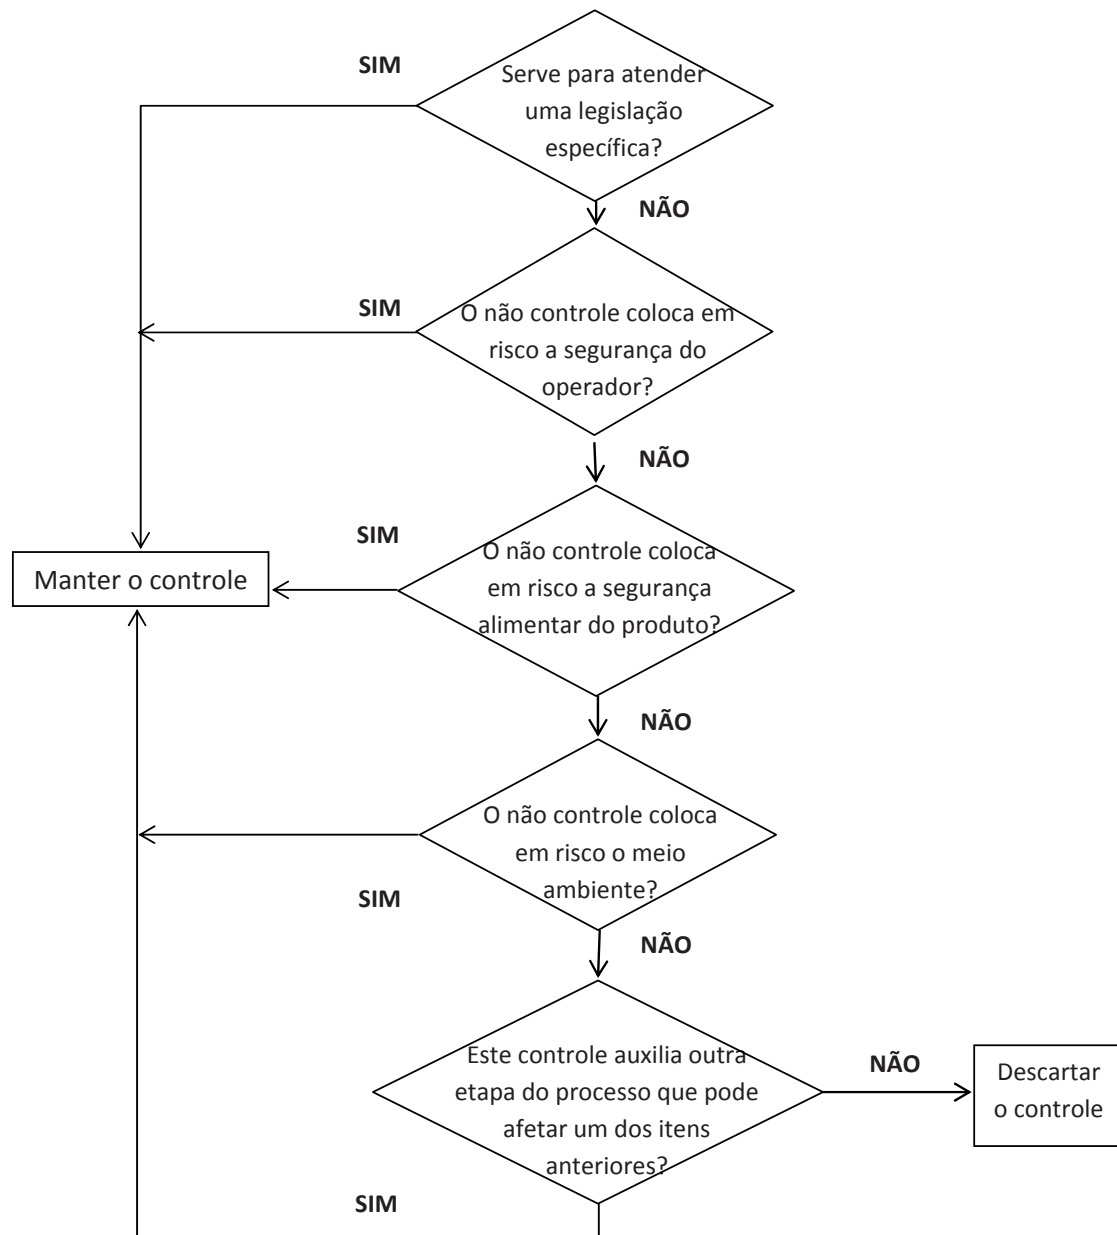 SIM
Serve para atender
uma legislação
específica?
NÃO
SIM
O não controle coloca em
risco a segurança do
operador?
NÃO
SIM
O não controle coloca
em risco a segurança
alimentar do produto?
Manter o controle
NÃO
O não controle coloca
em risco o meio
ambiente?
SIM
NÃO
Este controle auxilia outra
etapa do processo que pode
afetar um dos itens
anteriores?
NÃO
Descartar
o controle
SIM